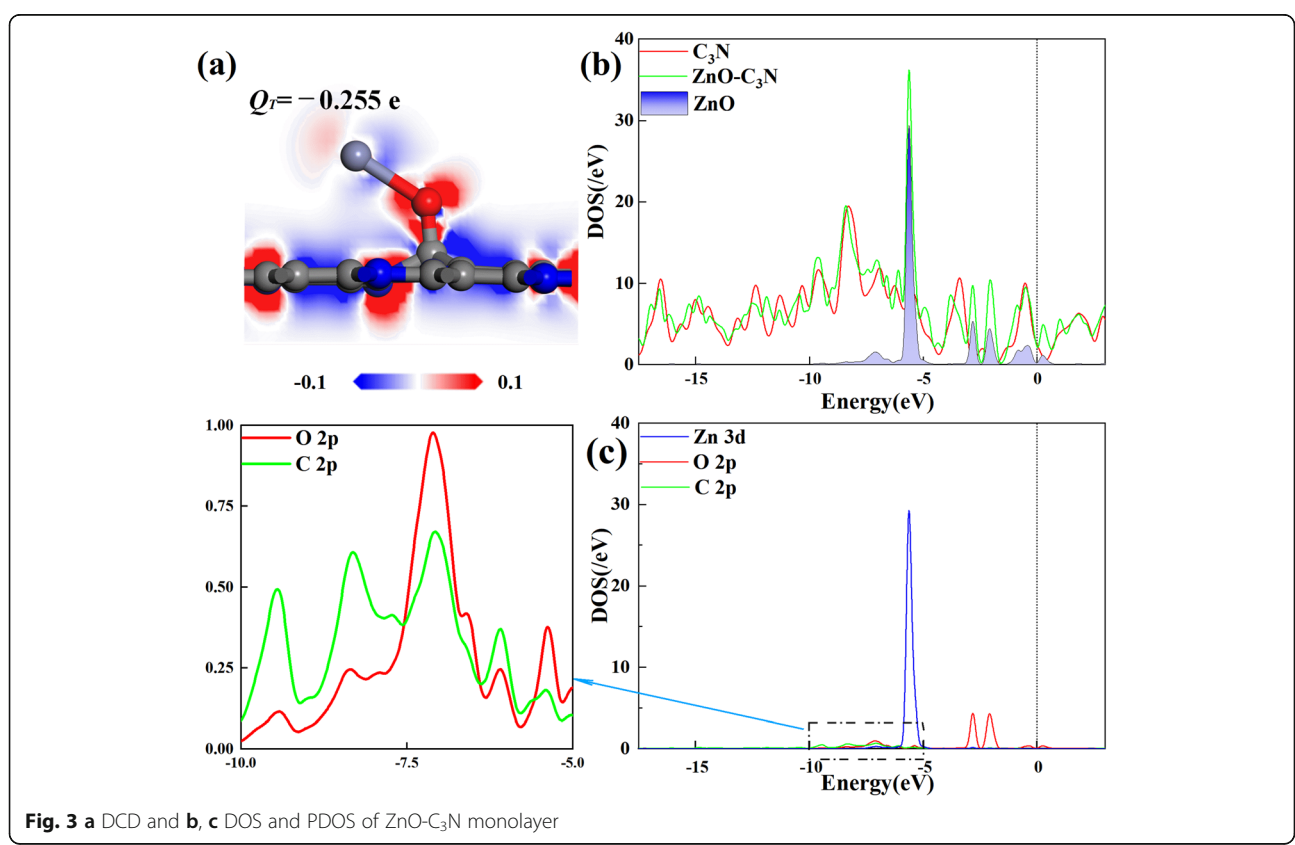 (a)
Q_T=−0.255 e
-0.1 0.1
(b)
40
30
20
10
0
DOS(/eV)
C₃N
ZnO-C₃N
ZnO
-15 -10 -5 0
Energy(eV)
1.00
0.75
0.50
0.25
0.00
O 2p
C 2p
-10.0 -7.5 -5.0
(c)
40
30
20
10
0
DOS(/eV)
Zn 3d
O 2p
C 2p
-15 -10 -5 0
Energy(eV)
Fig. 3 a DCD and b, c DOS and PDOS of ZnO-C₃N monolayer